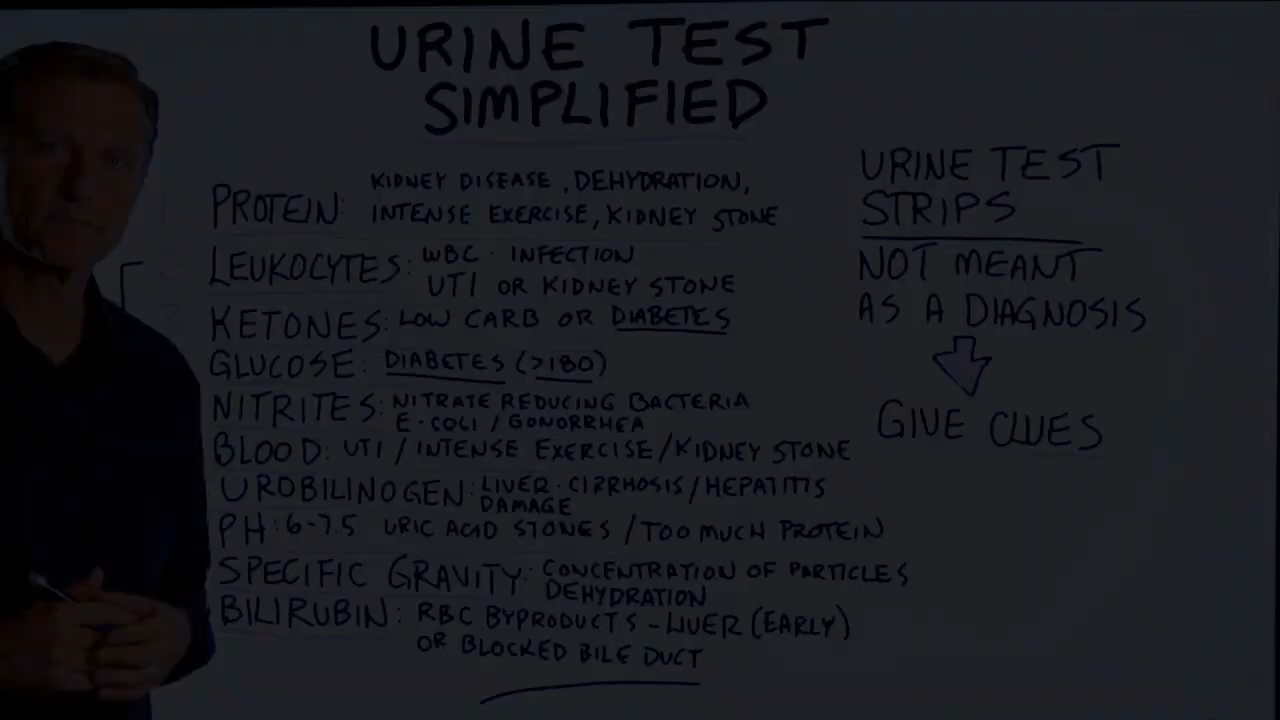 URINE TEST
SIMPLIFIED
PROTEIN: KIDNEY DISEASE, DEHYDRATION,
INTENSE EXERCISE, KIDNEY STONE
LEUKOCYTES: WBC · INFECTION
UTI OR KIDNEY STONE
KETONES: LOW CARB OR DIABETES
GLUCOSE: DIABETES (>180)
NITRITES: NITRATE REDUCING BACTERIA
E-COLI / GONORRHEA
BLOOD: UTI / INTENSE EXERCISE / KIDNEY STONE
UROBILINOGEN: LIVER · CIRRHOSIS / HEPATITIS
DAMAGE
PH: 6-7.5 URIC ACID STONES / TOO MUCH PROTEIN
SPECIFIC GRAVITY: CONCENTRATION OF PARTICLES
DEHYDRATION
BILIRUBIN: RBC BYPRODUCTS - LIVER (EARLY)
OR BLOCKED BILE DUCT
URINE TEST
STRIPS
NOT MEANT
AS A DIAGNOSIS
GIVE CLUES